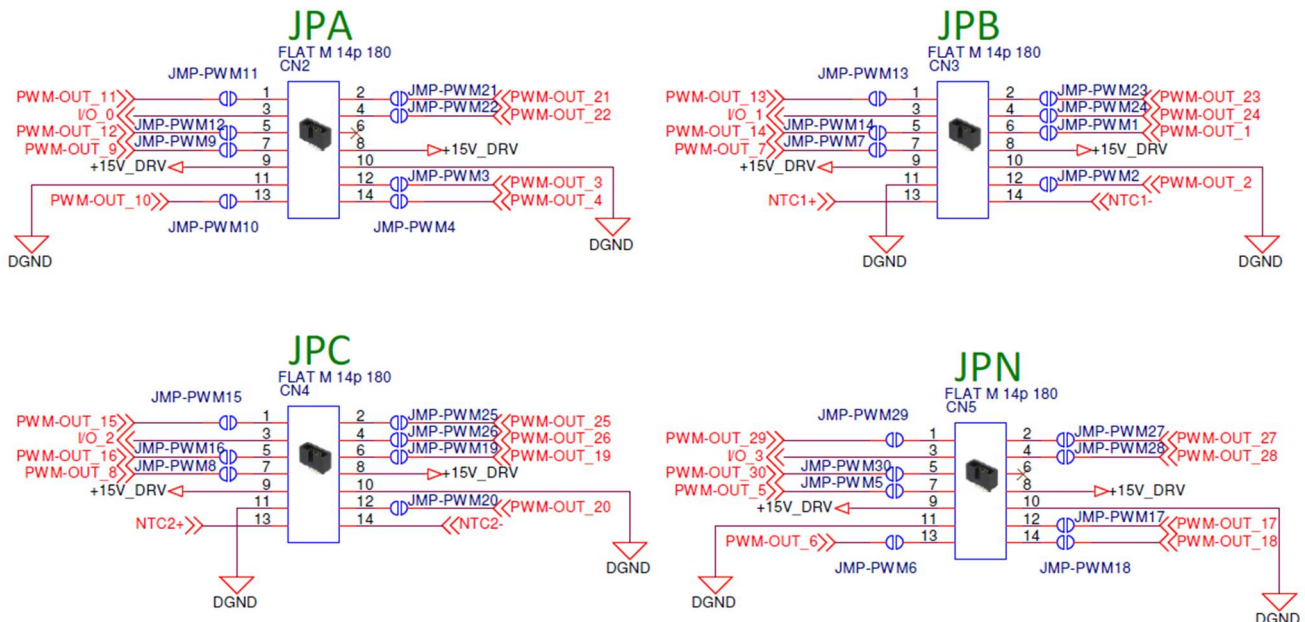 JPA
FLAT M 14p 180
CN2
JMP-PWM11
PWM-OUT_11 1 2 JMP-PWM21 PWM-OUT_21
I/O_0 3 4 JMP-PWM22 PWM-OUT_22
PWM-OUT_12 JMP-PWM12 5 6
PWM-OUT_9 JMP-PWM9 7 8 +15V_DRV
+15V_DRV 9 10
11 12 JMP-PWM3 PWM-OUT_3
PWM-OUT_10 13 14 PWM-OUT_4
JMP-PWM10 JMP-PWM4
DGND DGND
JPB
FLAT M 14p 180
CN3
JMP-PWM13
PWM-OUT_13 1 2 JMP-PWM23 PWM-OUT_23
I/O_1 3 4 JMP-PWM24 PWM-OUT_24
PWM-OUT_14 JMP-PWM14 5 6 JMP-PWM1 PWM-OUT_1
PWM-OUT_7 JMP-PWM7 7 8 +15V_DRV
+15V_DRV 9 10
11 12 JMP-PWM2 PWM-OUT_2
NTC1+ 13 14 NTC1-
DGND DGND
JPC
FLAT M 14p 180
CN4
JMP-PWM15
PWM-OUT_15 1 2 JMP-PWM25 PWM-OUT_25
I/O_2 3 4 JMP-PWM26 PWM-OUT_26
PWM-OUT_16 JMP-PWM16 5 6 JMP-PWM19 PWM-OUT_19
PWM-OUT_8 JMP-PWM8 7 8 +15V_DRV
+15V_DRV 9 10
11 12 JMP-PWM20 PWM-OUT_20
NTC2+ 13 14 NTC2-
DGND DGND
JPN
FLAT M 14p 180
CN5
JMP-PWM29
PWM-OUT_29 1 2 JMP-PWM27 PWM-OUT_27
I/O_3 3 4 JMP-PWM28 PWM-OUT_28
PWM-OUT_30 JMP-PWM30 5 6
PWM-OUT_5 JMP-PWM5 7 8 +15V_DRV
+15V_DRV 9 10
11 12 JMP-PWM17 PWM-OUT_17
PWM-OUT_6 13 14 PWM-OUT_18
JMP-PWM6 JMP-PWM18
DGND DGND